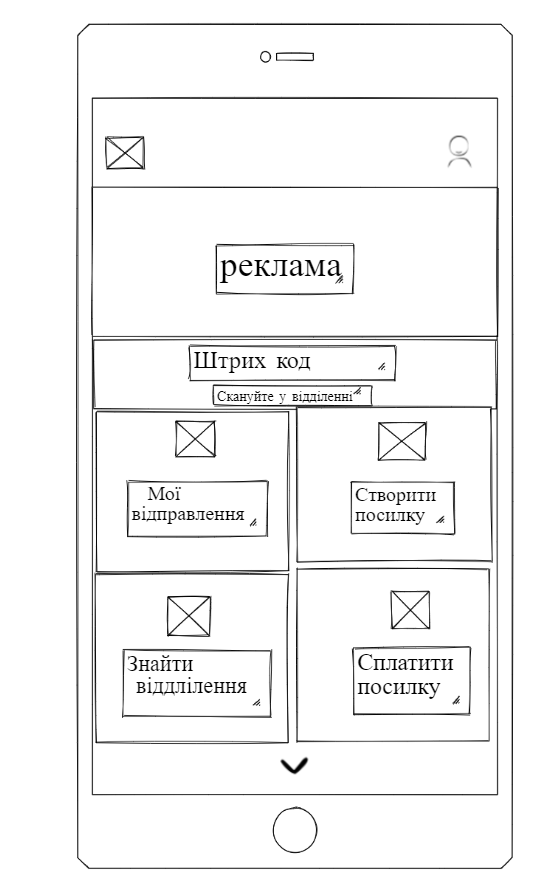 реклама
Штрих код
Скануйте у відділенні
Мої
відправлення
Створити
посилку
Знайти
віддлілення
Сплатити
посилку